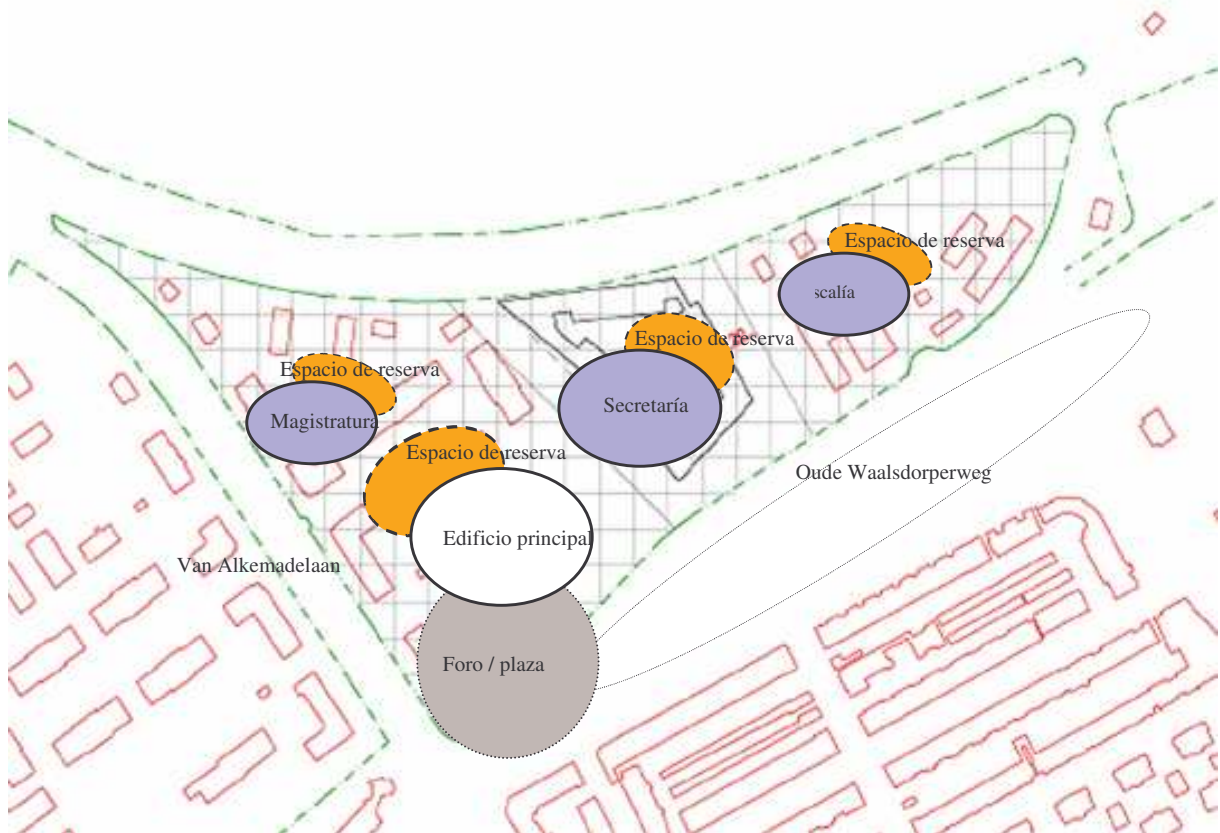 Espacio de reserva
scalía
Espacio de reserva
Secretaría
Espacio de reserva
Magistratura
Espacio de reserva
Edificio principal
Oude Waalsdorperweg
Van Alkemadelaan
Foro / plaza